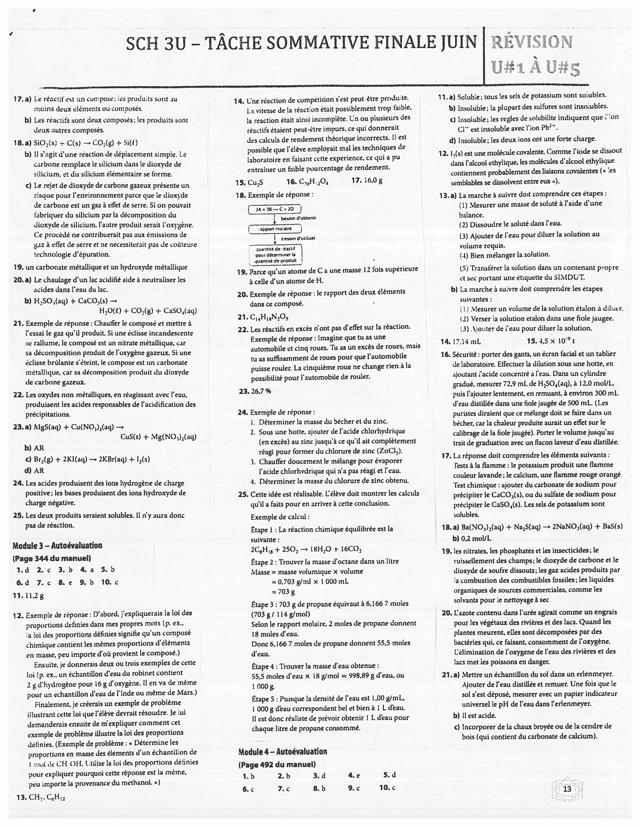 SCH 3U – TÂCHE SOMMATIVE FINALE JUIN
RÉVISION
U#1 À U#5
17. a) Le réactif est un composé; les produits sont au
moins deux éléments ou composés.
b) Les réactifs sont deux composés; les produits sont
deux autres composés.
18. a) SiO₂(s) + C(s) → CO₂(g) + Si(ℓ)
b) Il s'agit d'une réaction de déplacement simple. Le
carbone remplace le silicium dans le dioxyde de
silicium, et du silicium élémentaire se forme.
c) Le rejet de dioxyde de carbone gazeux présente un
risque pour l'environnement parce que le dioxyde
de carbone est un gaz à effet de serre. Si on pouvait
fabriquer du silicium par la décomposition du
dioxyde de silicium, l'autre produit serait l'oxygène.
Ce procédé ne contribuerait pas aux émissions de
gaz à effet de serre et ne nécessiterait pas de coûteuse
technologie d'épuration.
19. un carbonate métallique et un hydroxyde métallique
20. a) Le chaulage d'un lac acidifié aide à neutraliser les
acides dans l'eau du lac.
b) H₂SO₄(aq) + CaCO₃(s) →
H₂O(ℓ) + CO₂(g) + CaSO₄(aq)
21. Exemple de réponse : Chauffer le composé et mettre à
l'essai le gaz qu'il produit. Si une éclisse incandescente
se rallume, le composé est un nitrate métallique, car
sa décomposition produit de l'oxygène gazeux. Si une
éclisse brûlante s'éteint, le composé est un carbonate
métallique, car sa décomposition produit du dioxyde
de carbone gazeux.
22. Les oxydes non métalliques, en réagissant avec l'eau,
produisent les acides responsables de l'acidification des
précipitations.
23. a) MgS(aq) + Cu(NO₃)₂(aq) →
CuS(s) + Mg(NO₃)₂(aq)
b) AR
c) Br₂(g) + 2KI(aq) → 2KBr(aq) + I₂(s)
d) AR
24. Les acides produisent des ions hydrogène de charge
positive; les bases produisent des ions hydroxyde de
charge négative.
25. Les deux produits seraient solubles. Il n'y aura donc
pas de réaction.
Module 3 – Autoévaluation
(Page 344 du manuel)
1. d 2. c 3. b 4. a 5. b
6. d 7. c 8. e 9. b 10. c
11. 11,2 g
12. Exemple de réponse : D'abord, j'expliquerais la loi des
proportions définies dans mes propres mots (p. ex.,
la loi des proportions définies signifie qu'un composé
chimique contient les mêmes proportions d'éléments
en masse, peu importe d'où provient le composé.)
Ensuite, je donnerais deux ou trois exemples de cette
loi (p. ex., un échantillon d'eau du robinet contient
2 g d'hydrogène pour 16 g d'oxygène. Il en va de même
pour un échantillon d'eau de l'Inde ou même de Mars.)
Finalement, je créerais un exemple de problème
illustrant cette loi que l'élève devrait résoudre. Je lui
demanderais ensuite de m'expliquer comment cet
exemple de problème illustre la loi des proportions
définies. (Exemple de problème : « Détermine les
proportions en masse des éléments d'un échantillon de
1 mol de CH₃OH. Utilise la loi des proportions définies
pour expliquer pourquoi cette réponse est la même,
peu importe la provenance du méthanol. »)
13. CH₇, C₆H₁₂
14. Une réaction de compétition s'est peut-être produite.
La vitesse de la réaction était possiblement trop faible,
la réaction était ainsi incomplète. Un ou plusieurs des
réactifs étaient peut-être impurs, ce qui donnerait
des calculs de rendement théorique incorrects. Il est
possible que l'élève employait mal les techniques de
laboratoire en faisant cette expérience, ce qui a pu
entraîner un faible pourcentage de rendement.
15. Cu₂S 16. 17. 16,0 g
18. Exemple de réponse :
2A + 3B → C + 2D
besoin d'obtenir
rapport molaire
besoin d'utiliser
quantité de réactif
pour déterminer la
quantité de produit
19. Parce qu'un atome de C a une masse 12 fois supérieure
à celle d'un atome de H.
20. Exemple de réponse : le rapport des deux éléments
dans ce composé.
21. C₁₄H₁₈N₂O₅
22. Les réactifs en excès n'ont pas d'effet sur la réaction.
Exemple de réponse : Imagine que tu as une
automobile et cinq roues. Tu as un excès de roues, mais
tu as suffisamment de roues pour que l'automobile
puisse rouler. La cinquième roue ne change rien à la
possibilité pour l'automobile de rouler.
23. 26,7 %
24. Exemple de réponse :
1. Déterminer la masse du bécher et du zinc.
2. Sous une hotte, ajouter de l'acide chlorhydrique
(en excès) au zinc jusqu'à ce qu'il ait complètement
réagi pour former du chlorure de zinc (ZnCl₂).
3. Chauffer doucement le mélange pour évaporer
l'acide chlorhydrique qui n'a pas réagi et l'eau.
4. Déterminer la masse du chlorure de zinc obtenu.
25. Cette idée est réalisable. L'élève doit montrer les calculs
qu'il a faits pour en arriver à cette conclusion.
Exemple de calcul :
Étape 1 : La réaction chimique équilibrée est la
suivante :
2C₈H₁₈ + 25O₂ → 18H₂O + 16CO₂
Étape 2 : Trouver la masse d'octane dans un litre
Masse = masse volumique × volume
= 0,703 g/ml × 1 000 mL
= 703 g
Étape 3 : 703 g de propane équivaut à 6,166 7 moles
(703 g / 114 g/mol)
Selon le rapport molaire, 2 moles de propane donnent
18 moles d'eau.
Donc 6,166 7 moles de propane donnent 55,5 moles
d'eau.
Étape 4 : Trouver la masse d'eau obtenue :
55,5 moles d'eau × 18 g/mol = 998,89 g d'eau, ou
1 000 g.
Étape 5 : Puisque la densité de l'eau est 1,00 g/mL,
1 000 g d'eau correspondent bel et bien à 1 L d'eau.
Il est donc réaliste de prévoir obtenir 1 L d'eau pour
chaque litre de propane consommé.
Module 4 – Autoévaluation
(Page 492 du manuel)
1. b 2. b 3. d 4. e 5. d
6. c 7. c 8. b 9. c 10. c
11. a) Soluble; tous les sels de potassium sont solubles.
b) Insoluble; la plupart des sulfures sont insolubles.
c) Insoluble; les règles de solubilité indiquent que l'ion
Cl⁻ est insoluble avec l'ion Pb²⁺.
d) Insoluble; les deux ions ont une forte charge.
12. I₂(s) est une molécule covalente. Comme l'iode se dissout
dans l'alcool éthylique, les molécules d'alcool éthylique
contiennent probablement des liaisons covalentes (« les
semblables se dissolvent entre eux »).
13. a) La marche à suivre doit comprendre ces étapes :
(1) Mesurer une masse de soluté à l'aide d'une
balance.
(2) Dissoudre le soluté dans l'eau.
(3) Ajouter de l'eau pour diluer la solution au
volume requis.
(4) Bien mélanger la solution.
(5) Transférer la solution dans un contenant propre
et sec portant une étiquette du SIMDUT.
b) La marche à suivre doit comprendre les étapes
suivantes :
(1) Mesurer un volume de la solution étalon à diluer.
(2) Verser la solution étalon dans une fiole jaugée.
(3) Ajouter de l'eau pour diluer la solution.
14. 17,14 mL 15. 4,5 × 10⁻⁹ t
16. Sécurité : porter des gants, un écran facial et un tablier
de laboratoire. Effectuer la dilution sous une hotte, en
ajoutant l'acide concentré à l'eau. Dans un cylindre
gradué, mesurer 72,9 mL de H₂SO₄(aq), à 12,0 mol/L,
puis l'ajouter lentement, en remuant, à environ 300 mL
d'eau distillée dans une fiole jaugée de 500 mL. (Les
puristes diraient que ce mélange doit se faire dans un
bécher, car la chaleur produite aurait un effet sur le
calibrage de la fiole jaugée). Porter le volume jusqu'au
trait de graduation avec un flacon laveur d'eau distillée.
17. La réponse doit comprendre les éléments suivants :
Tests à la flamme : le potassium produit une flamme
couleur lavande; le calcium, une flamme rouge orangé.
Test chimique : ajouter du carbonate de sodium pour
précipiter le CaCO₃(s), ou du sulfate de sodium pour
précipiter le CaSO₄(s). Les sels de potassium sont
solubles.
18. a) Ba(NO₃)₂(aq) + Na₂S(aq) → 2NaNO₃(aq) + BaS(s)
b) 0,2 mol/L
19. les nitrates, les phosphates et les insecticides; le
ruissellement des champs; le dioxyde de carbone et le
dioxyde de soufre dissouts; les gaz acides produits par
la combustion des combustibles fossiles; les liquides
organiques de sources commerciales, comme les
solvants pour le nettoyage à sec
20. L'azote contenu dans l'urée agirait comme un engrais
pour les végétaux des rivières et des lacs. Quand les
plantes meurent, elles sont décomposées par des
bactéries qui, ce faisant, consomment de l'oxygène.
L'élimination de l'oxygène de l'eau des rivières et des
lacs met les poissons en danger.
21. a) Mettre un échantillon du sol dans un erlenmeyer.
Ajouter de l'eau distillée et remuer. Une fois que le
sol s'est déposé, mesurer avec un papier indicateur
universel le pH de l'eau dans l'erlenmeyer.
b) Il est acide.
c) Incorporer de la chaux broyée ou de la cendre de
bois (qui contient du carbonate de calcium).
13